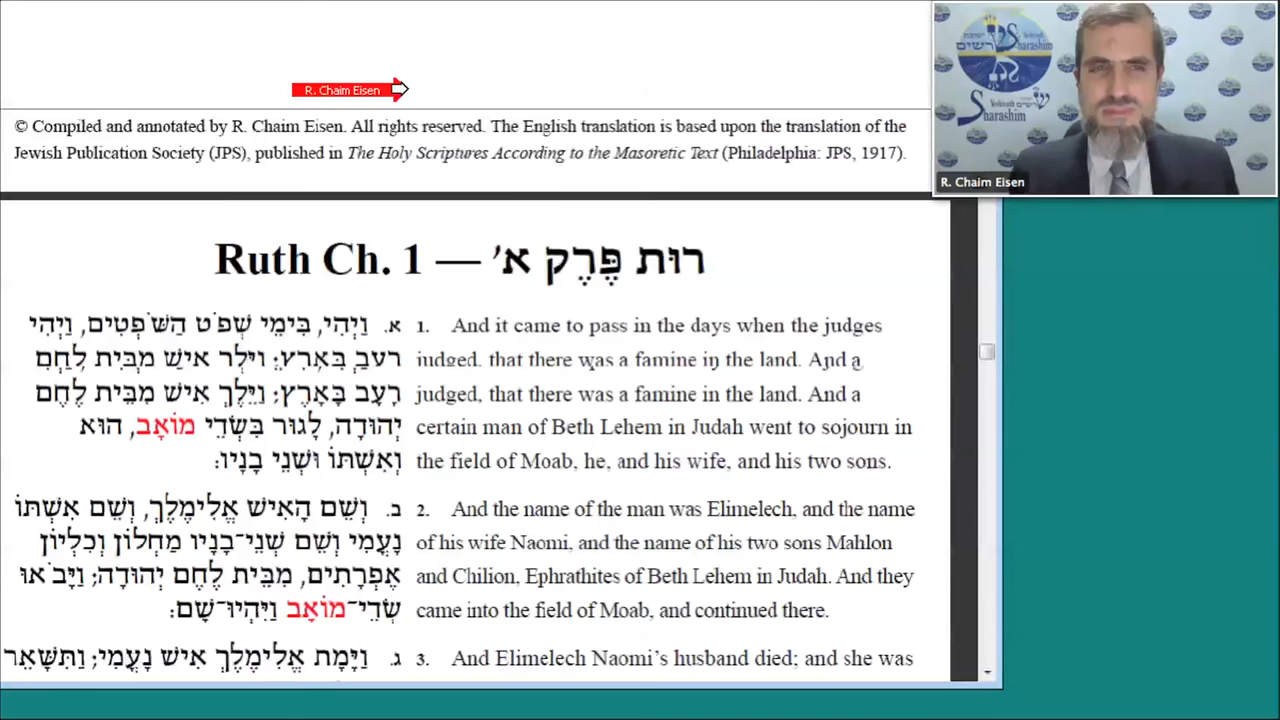 R. Chaim Eisen
© Compiled and annotated by R. Chaim Eisen. All rights reserved. The English translation is based upon the translation of the
Jewish Publication Society (JPS), published in The Holy Scriptures According to the Masoretic Text (Philadelphia: JPS, 1917).
R. Chaim Eisen
Ruth Ch. 1 — רוּת פֶּרֶק א׳
א. וַיְהִי, בִּימֵי שְׁפֹט הַשֹּׁפְטִים, וַיְהִי
רָעָב בָּאָרֶץ; וַיֵּלֶךְ אִישׁ מִבֵּית לֶחֶם
יְהוּדָה, לָגוּר בִּשְׂדֵי מוֹאָב, הוּא
וְאִשְׁתּוֹ וּשְׁנֵי בָנָיו:
1. And it came to pass in the days when the judges
judged, that there was a famine in the land. And a
judged, that there was a famine in the land. And a
certain man of Beth Lehem in Judah went to sojourn in
the field of Moab, he, and his wife, and his two sons.
ב. וְשֵׁם הָאִישׁ אֱלִימֶלֶךְ, וְשֵׁם אִשְׁתּוֹ
נָעֳמִי וְשֵׁם שְׁנֵי־בָנָיו מַחְלוֹן וְכִלְיוֹן
אֶפְרָתִים, מִבֵּית לֶחֶם יְהוּדָה; וַיָּבֹאוּ
שְׂדֵי־מוֹאָב וַיִּהְיוּ־שָׁם:
2. And the name of the man was Elimelech, and the name
of his wife Naomi, and the name of his two sons Mahlon
and Chilion, Ephrathites of Beth Lehem in Judah. And they
came into the field of Moab, and continued there.
ג. וַיָּמָת אֱלִימֶלֶךְ אִישׁ נָעֳמִי; וַתִּשָּׁאֵר
3. And Elimelech Naomi’s husband died; and she was